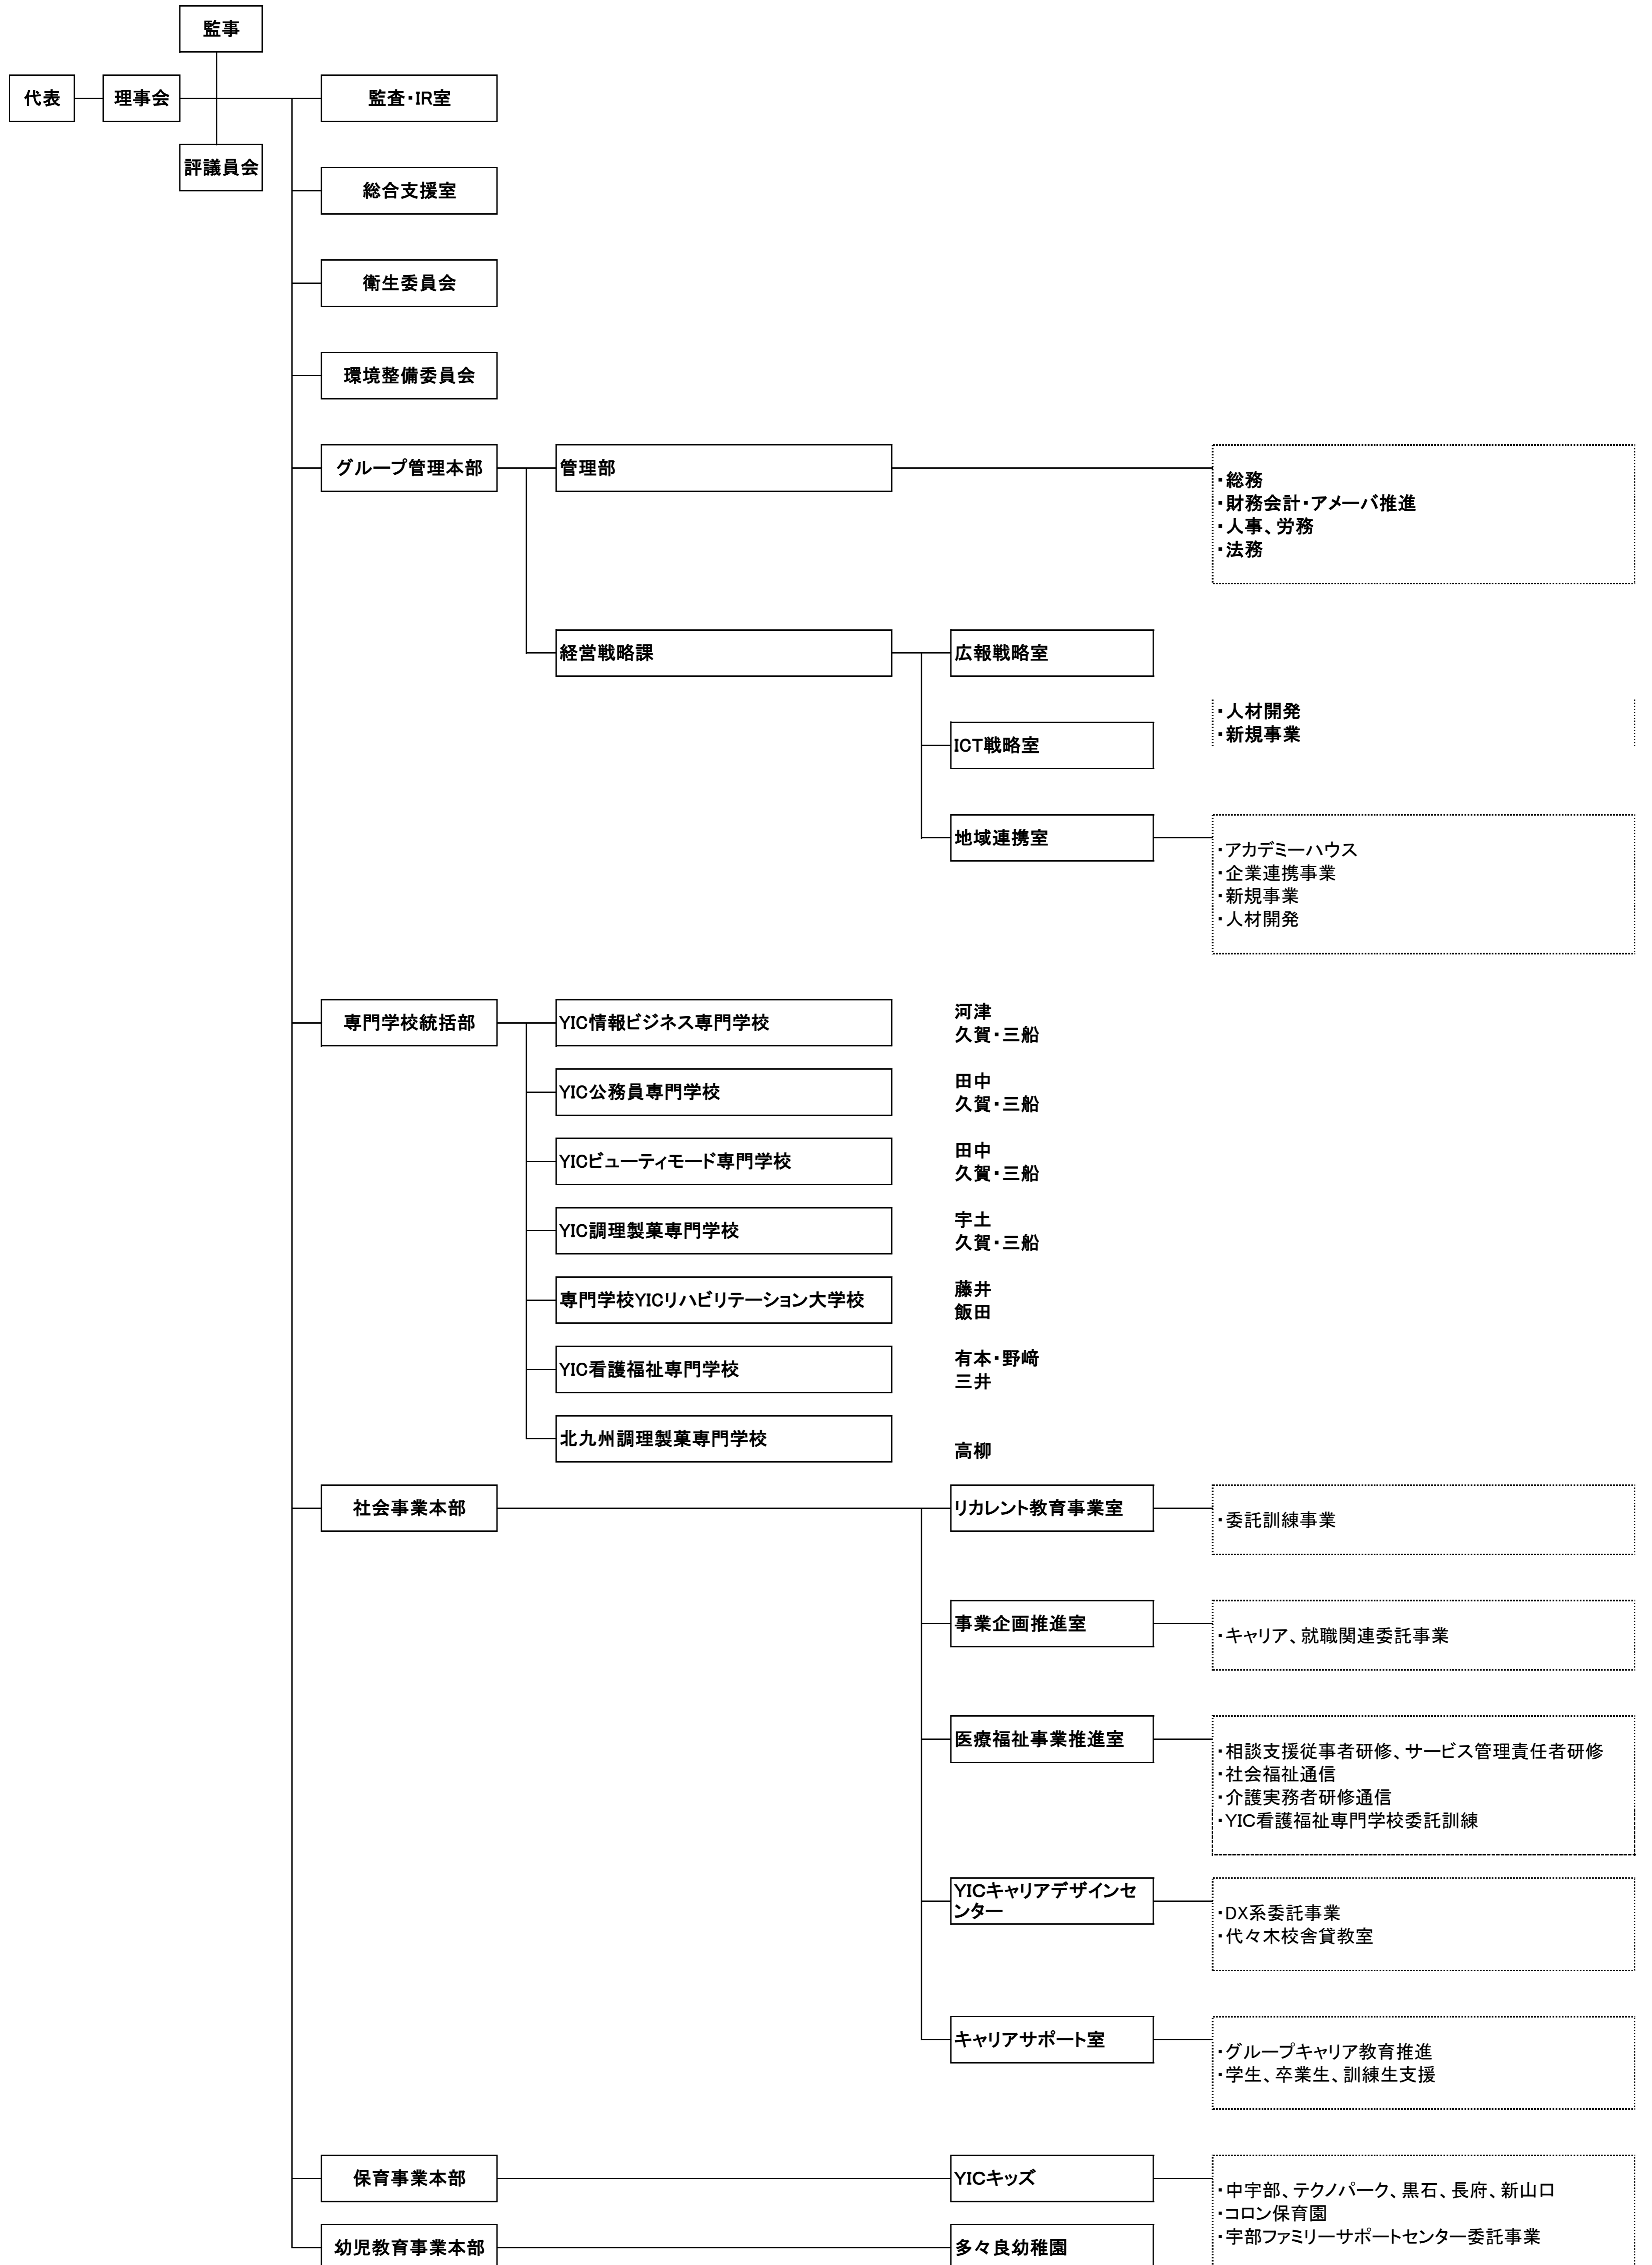 監事
代表
理事会
監査・IR室
評議員会
総合支援室
衛生委員会
環境整備委員会
グループ管理本部
管理部
・総務
・財務会計・アメーバ推進
・人事、労務
・法務
経営戦略課
広報戦略室
・人材開発
・新規事業
ICT戦略室
地域連携室
・アカデミーハウス
・企業連携事業
・新規事業
・人材開発
専門学校統括部
YIC情報ビジネス専門学校
河津
久賀・三船
YIC公務員専門学校
田中
久賀・三船
YICビューティモード専門学校
田中
久賀・三船
YIC調理製菓専門学校
宇土
久賀・三船
専門学校YICリハビリテーション大学校
藤井
飯田
YIC看護福祉専門学校
有本・野﨑
三井
北九州調理製菓専門学校
高柳
社会事業本部
リカレント教育事業室
・委託訓練事業
事業企画推進室
・キャリア、就職関連委託事業
医療福祉事業推進室
・相談支援従事者研修、サービス管理責任者研修
・社会福祉通信
・介護実務者研修通信
・YIC看護福祉専門学校委託訓練
YICキャリアデザインセ
ンター
・DX系委託事業
・代々木校舎貸教室
キャリアサポート室
・グループキャリア教育推進
・学生、卒業生、訓練生支援
保育事業本部
YICキッズ
・中宇部、テクノパーク、黒石、長府、新山口
・コロン保育園
・宇部ファミリーサポートセンター委託事業
幼児教育事業本部
多々良幼稚園